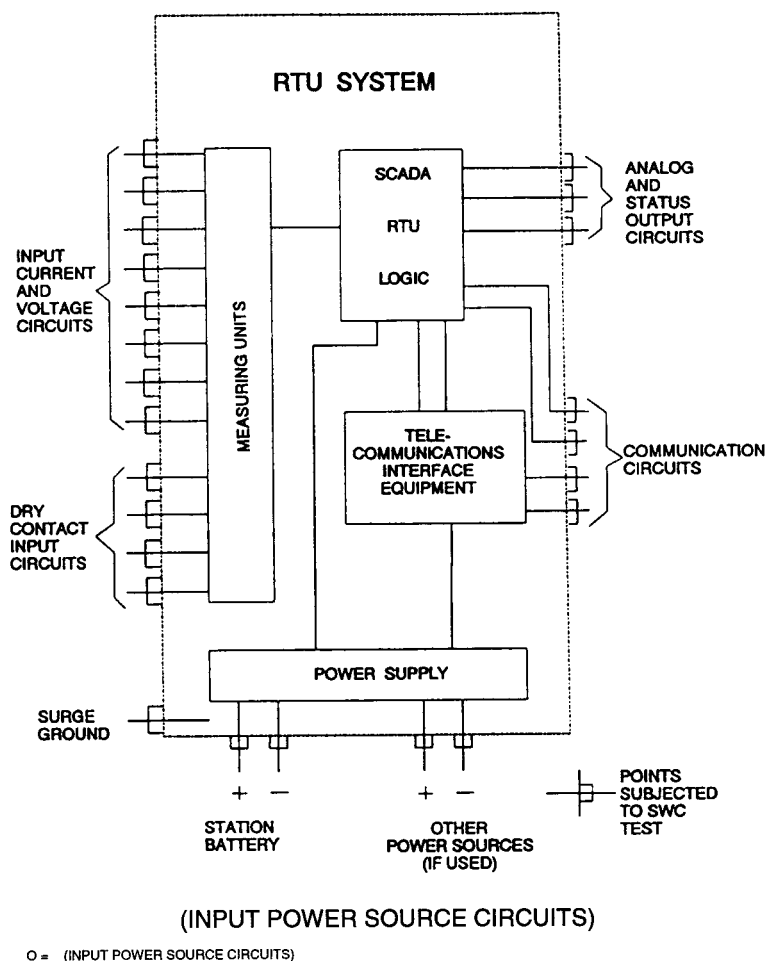 RTU SYSTEM
INPUT
CURRENT
AND
VOLTAGE
CIRCUITS
DRY
CONTACT
INPUT
CIRCUITS
SURGE
GROUND
MEASURING UNITS
SCADA
RTU
LOGIC
TELE-
COMMUNICATIONS
INTERFACE
EQUIPMENT
POWER SUPPLY
ANALOG
AND
STATUS
OUTPUT
CIRCUITS
COMMUNICATION
CIRCUITS
+ −
STATION
BATTERY
+ −
OTHER
POWER SOURCES
(IF USED)
POINTS
SUBJECTED
TO SWC
TEST
(INPUT POWER SOURCE CIRCUITS)
O = (INPUT POWER SOURCE CIRCUITS)